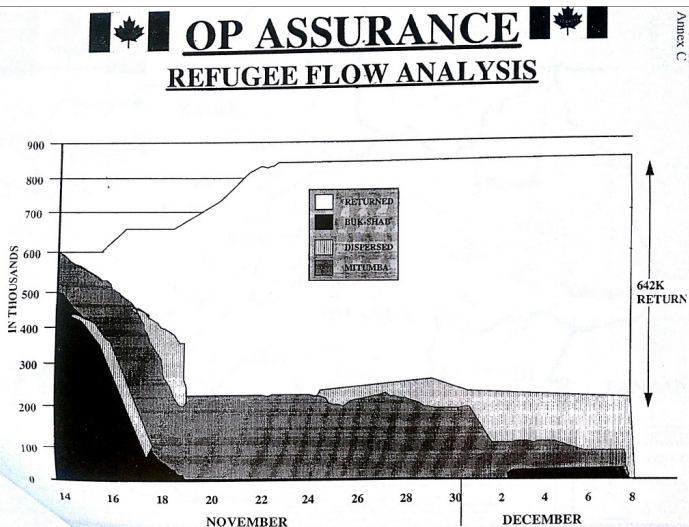 OP ASSURANCE
REFUGEE FLOW ANALYSIS
Annex C
IN THOUSANDS
900
800
700
600
500
400
300
200
100
0
RETURNED
BUK-SHAB
DISPERSED
MITUMBA
642K
RETURN
14 16 18 20 22 24 26 28 30 2 4 6 8
NOVEMBER DECEMBER